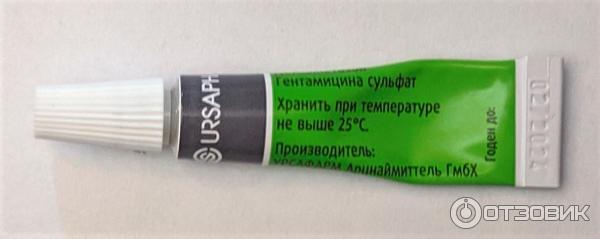 URSAPH
Гентамицина сульфат
Хранить при температуре
не выше 25°C.
Производитель:
УРСАФАРМ Арцнаймиттель ГмбХ
Годен до:
ОТЗОВИК